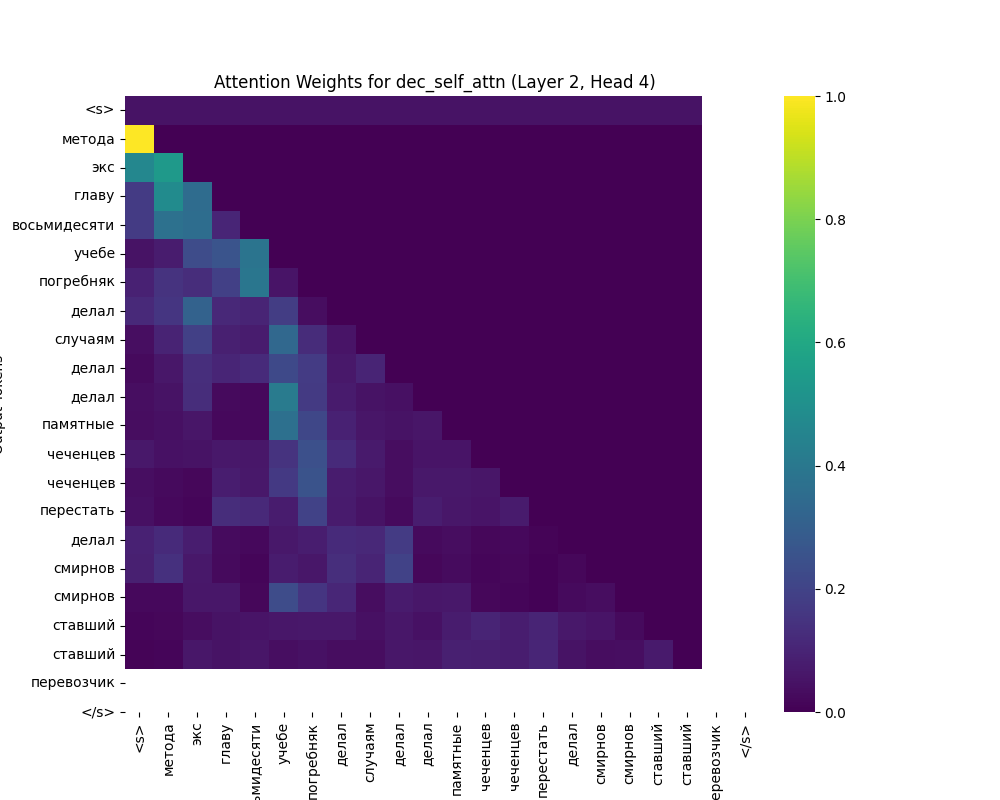 Attention Weights for dec_self_attn (Layer 2, Head 4)
<s>
метода
экс
главу
восьмидесяти
учебе
погребняк
делал
случаям
делал
делал
памятные
чеченцев
чеченцев
перестать
делал
смирнов
смирнов
ставший
ставший
перевозчик
</s>
<s>
метода
экс
главу
ьмидесяти
учебе
погребняк
делал
случаям
делал
делал
памятные
чеченцев
чеченцев
перестать
делал
смирнов
смирнов
ставший
ставший
еревозчик
</s>
1.0
0.8
0.6
0.4
0.2
0.0